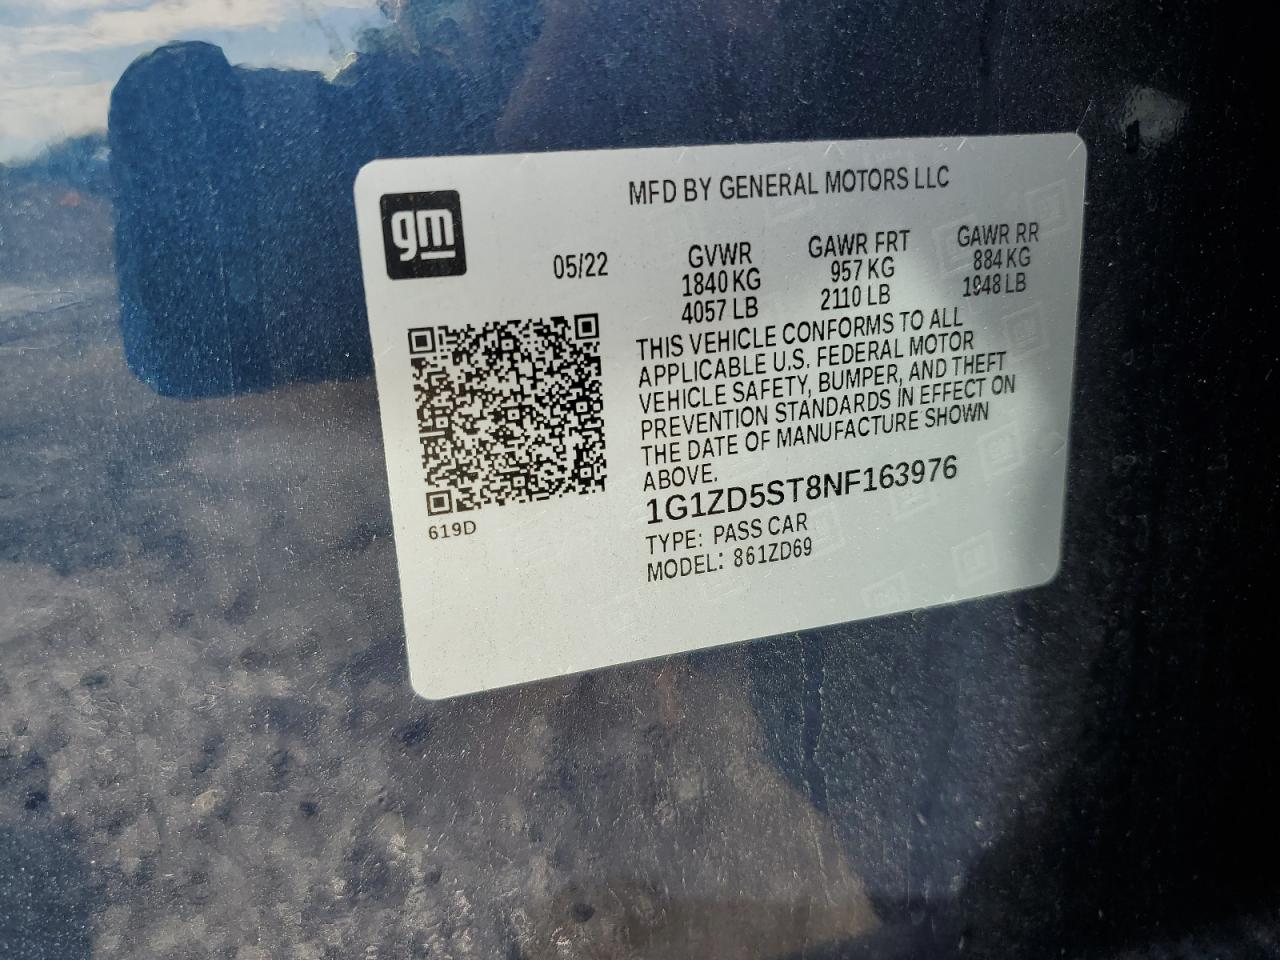 gm
MFD BY GENERAL MOTORS LLC
05/22
GVWR
1840 KG
4057 LB
GAWR FRT
957 KG
2110 LB
GAWR RR
884 KG
1948 LB
THIS VEHICLE CONFORMS TO ALL
APPLICABLE U.S. FEDERAL MOTOR
VEHICLE SAFETY, BUMPER, AND THEFT
PREVENTION STANDARDS IN EFFECT ON
THE DATE OF MANUFACTURE SHOWN
ABOVE.
1G1ZD5ST8NF163976
TYPE: PASS CAR
MODEL: 861ZD69
619D